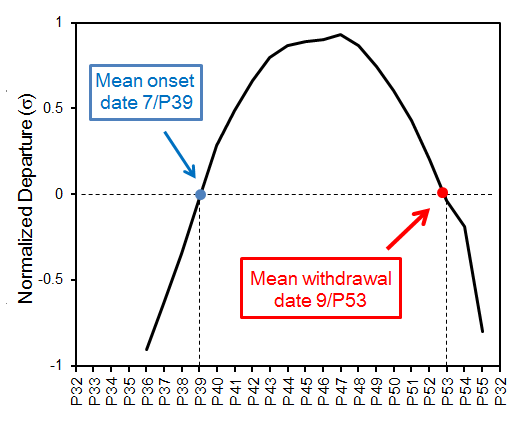 1
0.5
0
-0.5
-1
Normalized Departure (σ)
Mean onset
date 7/P39
Mean withdrawal
date 9/P53
P32
P33
P34
P35
P36
P37
P38
P39
P40
P41
P42
P43
P44
P45
P46
P47
P48
P49
P50
P51
P52
P53
P54
P55
P32